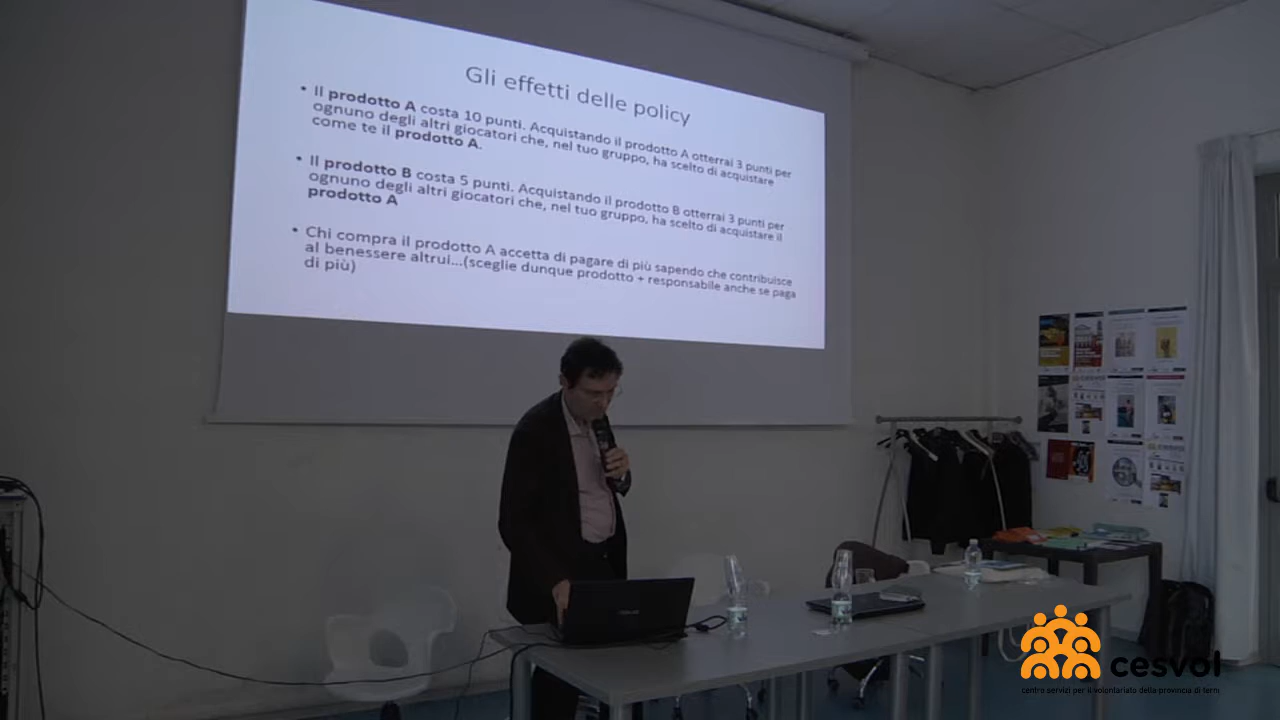 Gli effetti delle policy
• Il prodotto A costa 10 punti. Acquistando il prodotto A otterrai 3 punti per
ognuno degli altri giocatori che, nel tuo gruppo, ha scelto di acquistare
come te il prodotto A.
• Il prodotto B costa 5 punti. Acquistando il prodotto B otterrai 3 punti per
ognuno degli altri giocatori che, nel tuo gruppo, ha scelto di acquistare il
prodotto A
• Chi compra il prodotto A accetta di pagare di più sapendo che contribuisce
al benessere altrui...(sceglie dunque prodotto + responsabile anche se paga
di più)
cesvol
centro servizi per il volontariato della provincia di terni